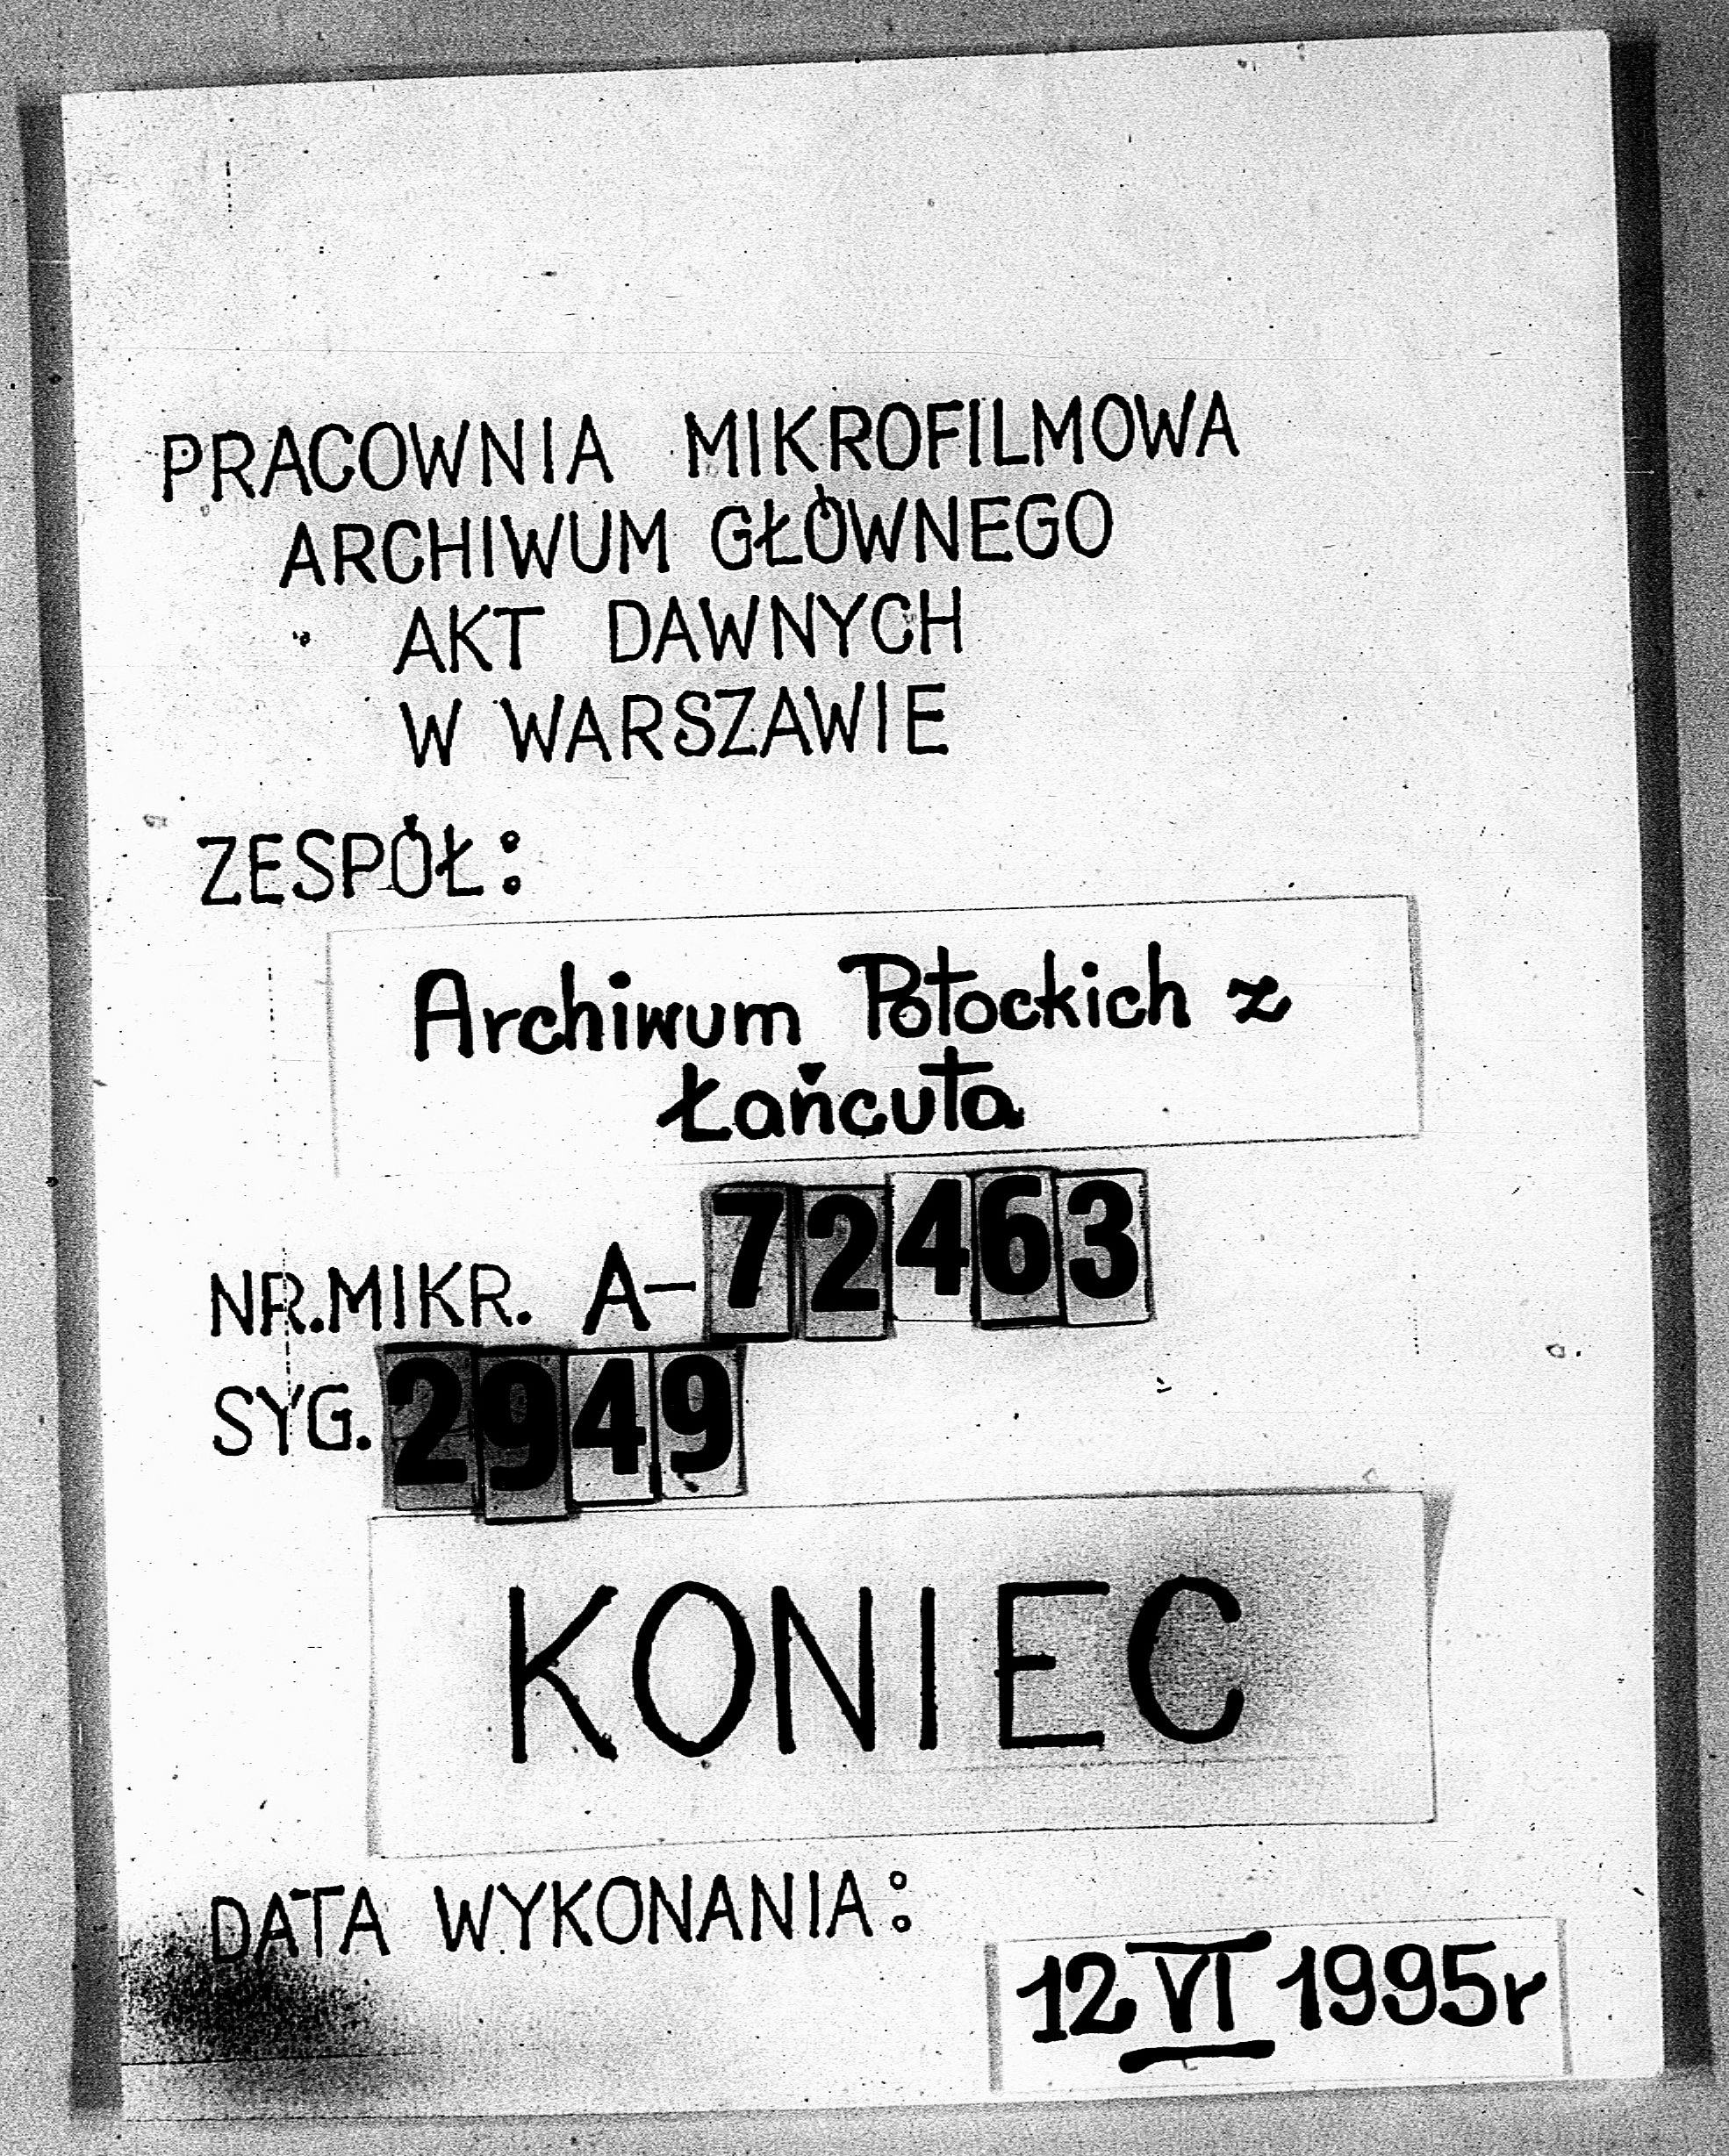 PRACOWNIA MIKROFILMOWA
ARCHIWUM GŁÓWNEGO
AKT DAWNYCH
W WARSZAWIE
ZESPÓŁ:
Archiwum Potockich z
Łańcuta
NR.MIKR. A-72463
SYG. 2949
KONIEC
DATA WYKONANIA:
12 VI 1995r